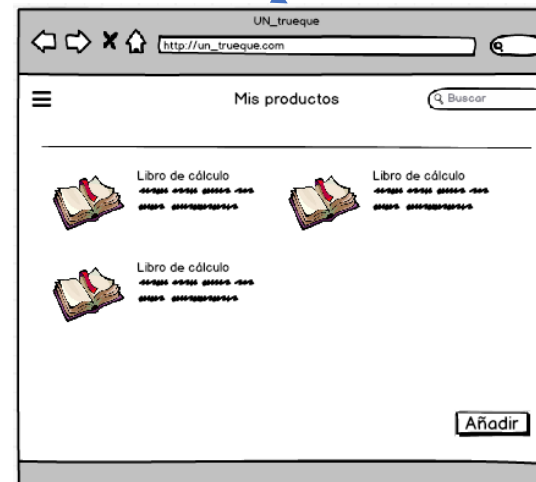 UN_trueque
http://un_trueque.com
Mis productos
Buscar
Libro de cálculo
Libro de cálculo
Libro de cálculo
Añadir